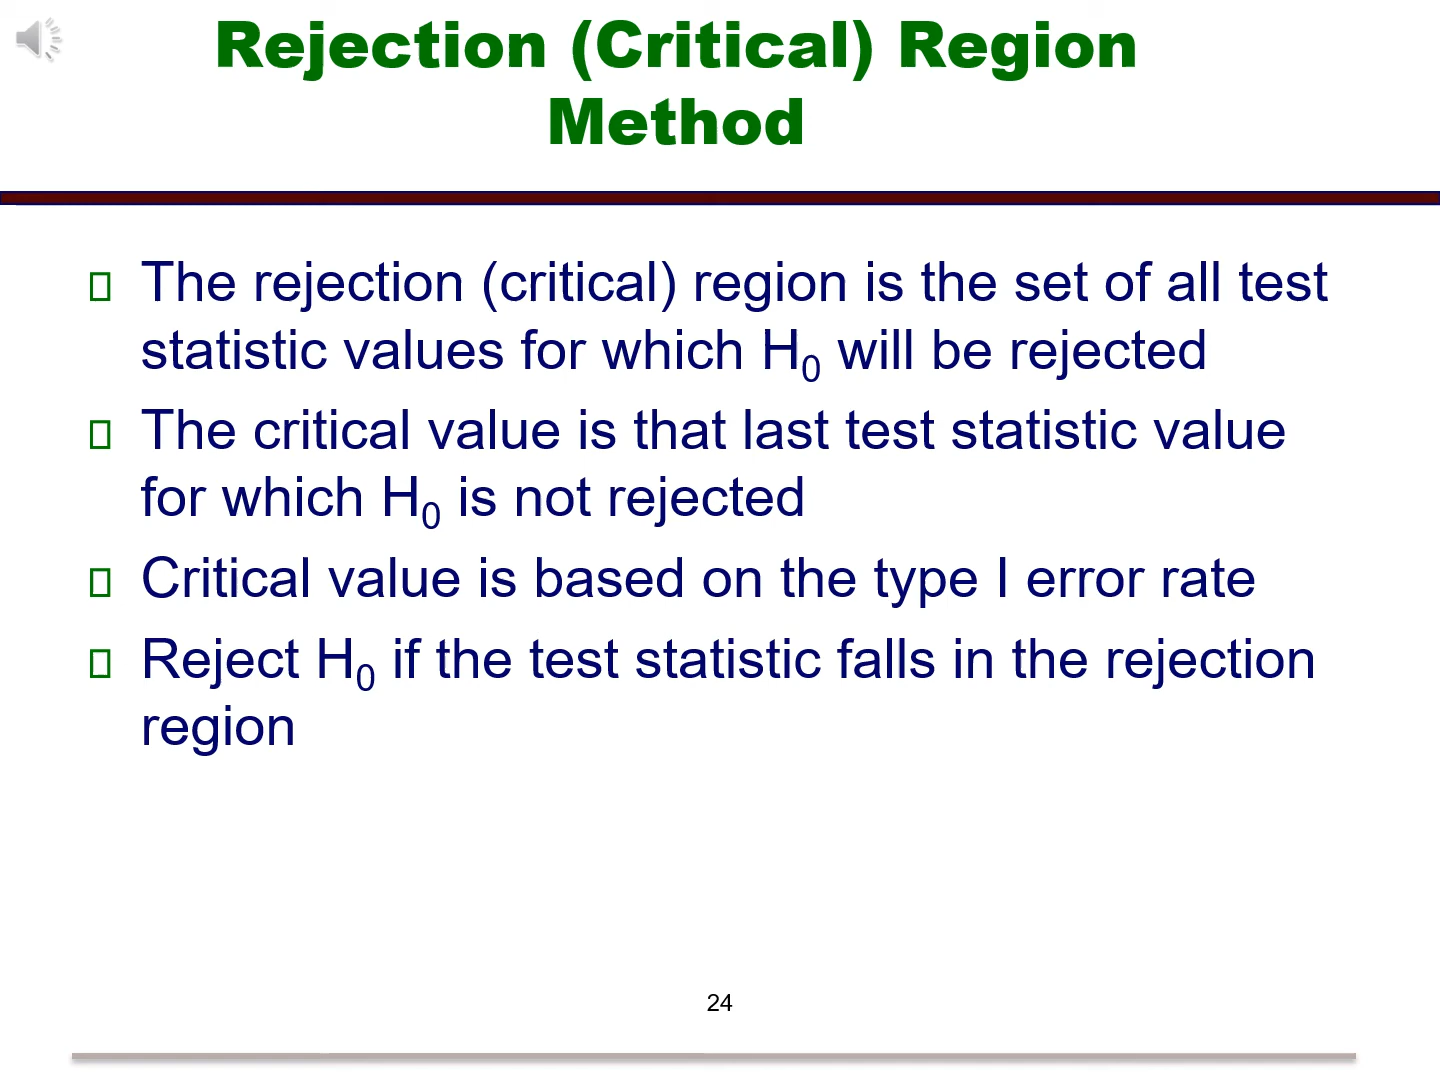 Rejection (Critical) Region
Method
The rejection (critical) region is the set of all test
statistic values for which H₀ will be rejected
The critical value is that last test statistic value
for which H₀ is not rejected
Critical value is based on the type I error rate
Reject H₀ if the test statistic falls in the rejection
region
24